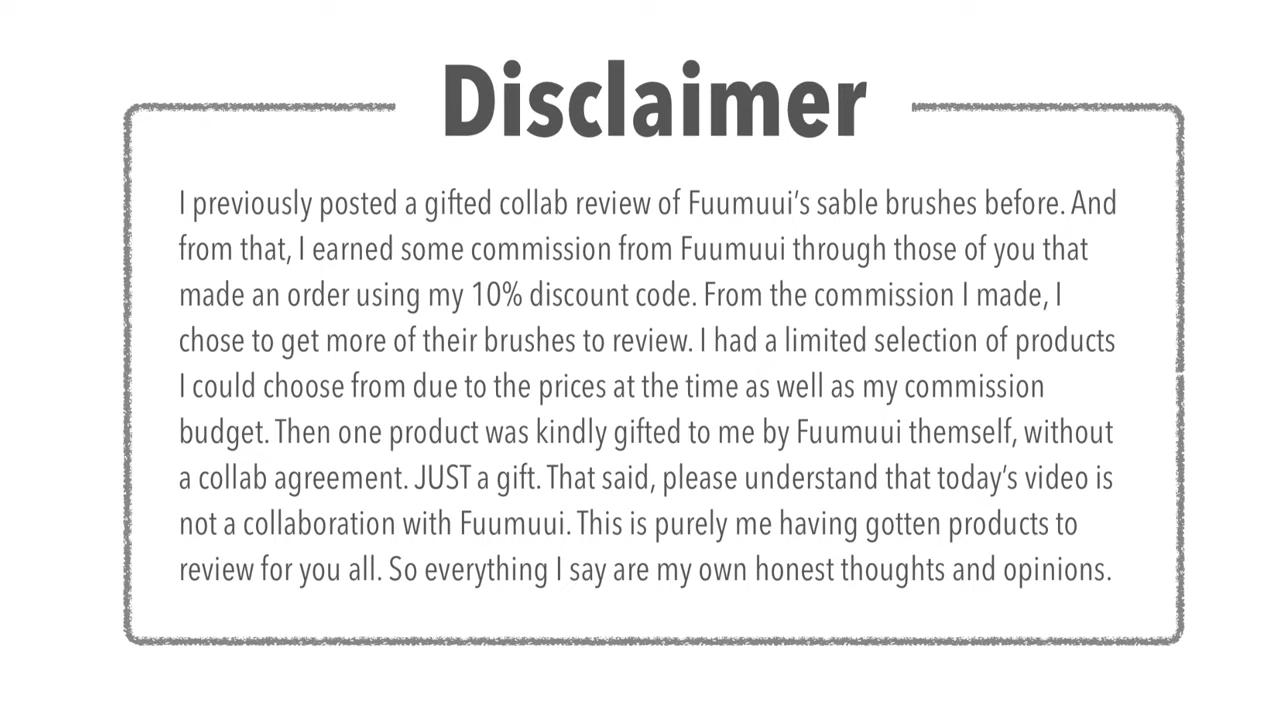 Disclaimer
I previously posted a gifted collab review of Fuumuui’s sable brushes before. And
from that, I earned some commission from Fuumuui through those of you that
made an order using my 10% discount code. From the commission I made, I
chose to get more of their brushes to review. I had a limited selection of products
I could choose from due to the prices at the time as well as my commission
budget. Then one product was kindly gifted to me by Fuumuui themself, without
a collab agreement. JUST a gift. That said, please understand that today’s video is
not a collaboration with Fuumuui. This is purely me having gotten products to
review for you all. So everything I say are my own honest thoughts and opinions.